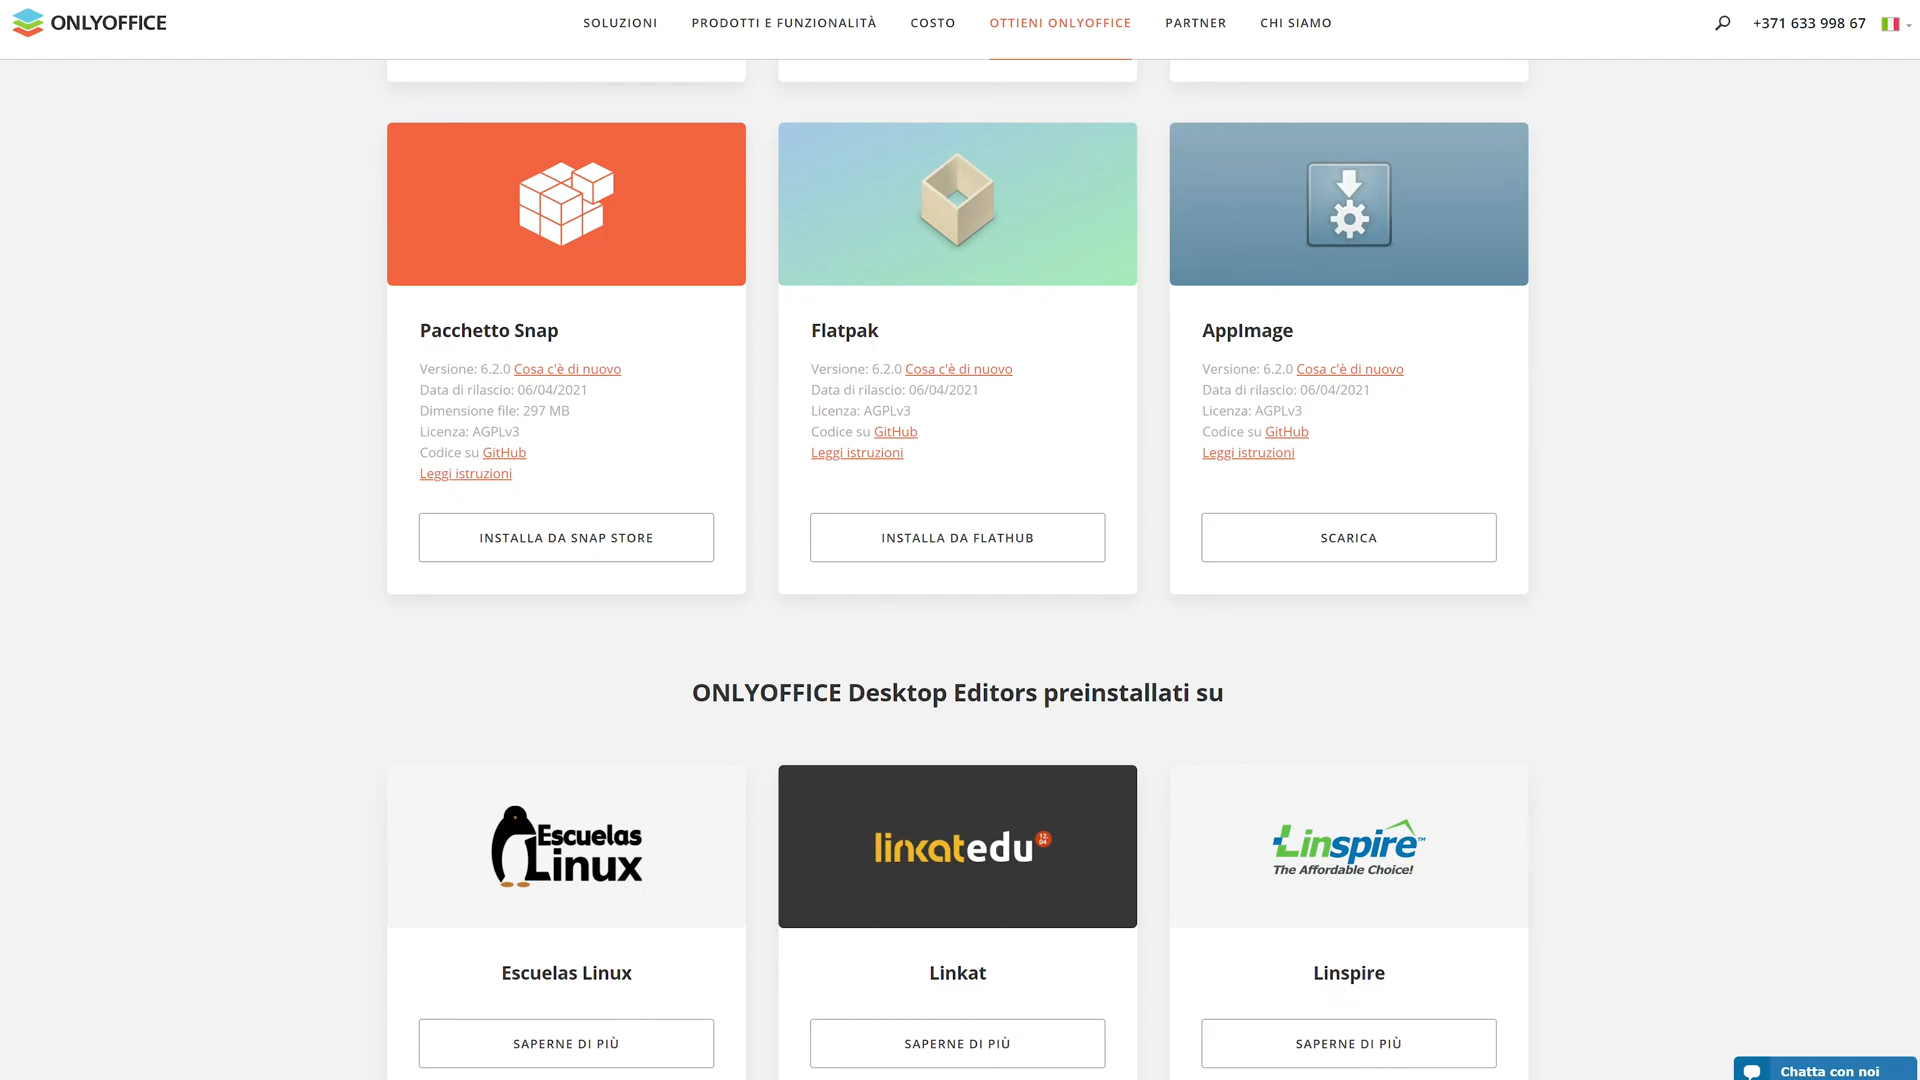 ONLYOFFICE
SOLUZIONI
PRODOTTI E FUNZIONALITÀ
COSTO
OTTIENI ONLYOFFICE
PARTNER
CHI SIAMO
+371 633 998 67
Pacchetto Snap
Versione: 6.2.0 Cosa c'è di nuovo
Data di rilascio: 06/04/2021
Dimensione file: 297 MB
Licenza: AGPLv3
Codice su GitHub
Leggi istruzioni
INSTALLA DA SNAP STORE
Flatpak
Versione: 6.2.0 Cosa c'è di nuovo
Data di rilascio: 06/04/2021
Licenza: AGPLv3
Codice su GitHub
Leggi istruzioni
INSTALLA DA FLATHUB
AppImage
Versione: 6.2.0 Cosa c'è di nuovo
Data di rilascio: 06/04/2021
Licenza: AGPLv3
Codice su GitHub
Leggi istruzioni
SCARICA
ONLYOFFICE Desktop Editors preinstallati su
Escuelas
Linux
Escuelas Linux
SAPERNE DI PIÙ
linkatedu 12.04
Linkat
SAPERNE DI PIÙ
Linspire™
The Affordable Choice!
Linspire
SAPERNE DI PIÙ
Chatta con noi